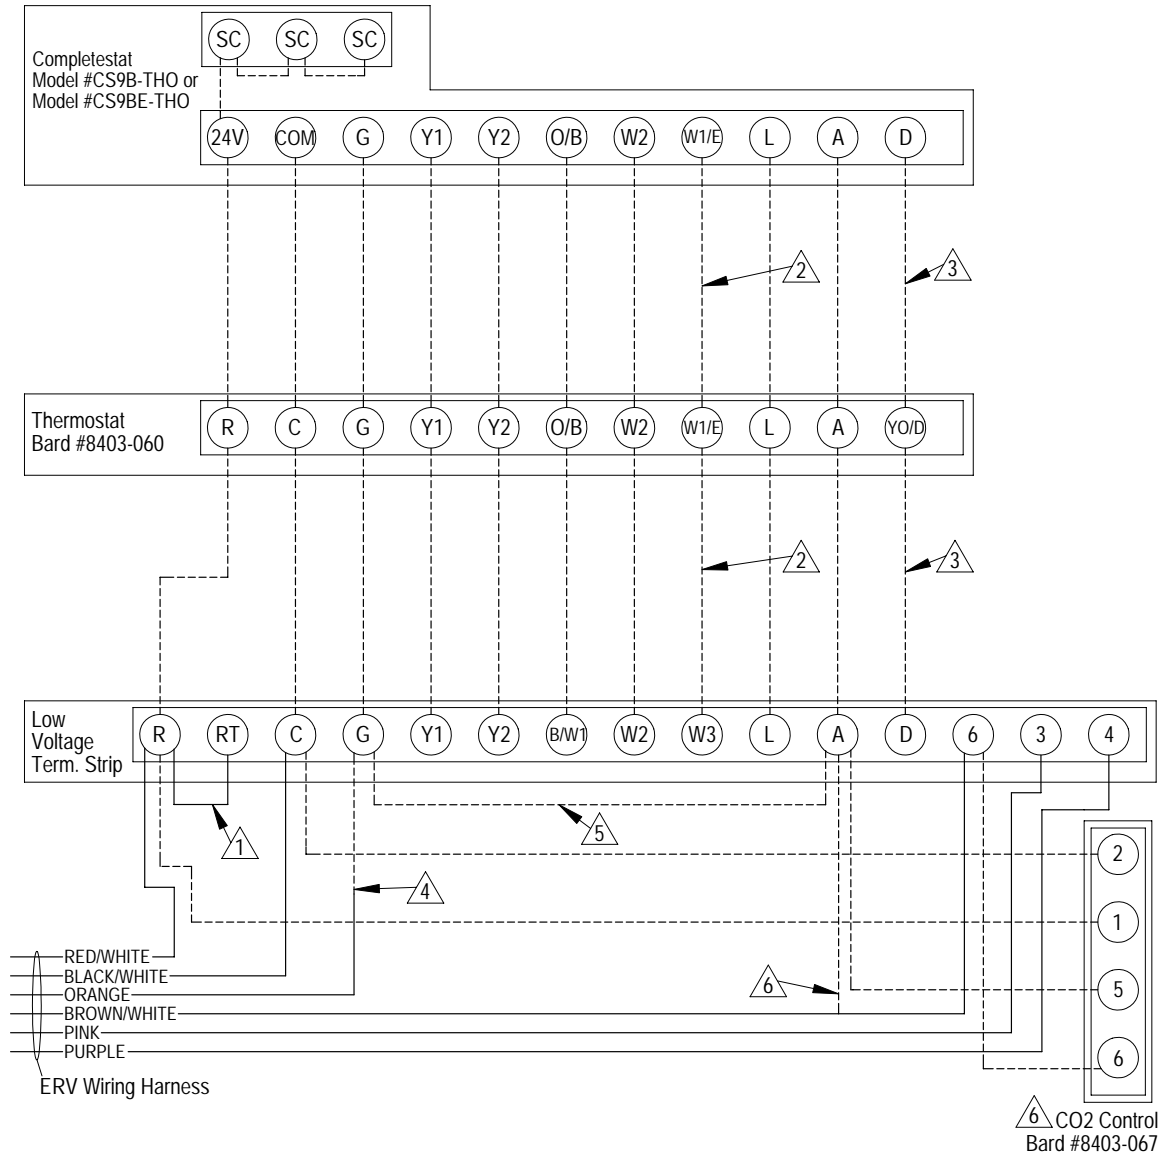 SC SC SC
Completestat
Model #CS9B-THO or
Model #CS9BE-THO
24V COM G Y1 Y2 O/B W2 W1/E L A D
2 3
Thermostat
Bard #8403-060
R C G Y1 Y2 O/B W2 W1/E L A YO/D
2 3
Low
Voltage
Term. Strip
R RT C G Y1 Y2 B/W1 W2 W3 L A D 6 3 4
1 5
2
4
1
RED/WHITE
BLACK/WHITE
6
5
ORANGE
BROWN/WHITE
PINK
PURPLE
6
ERV Wiring Harness
6 CO2 Control
Bard #8403-067